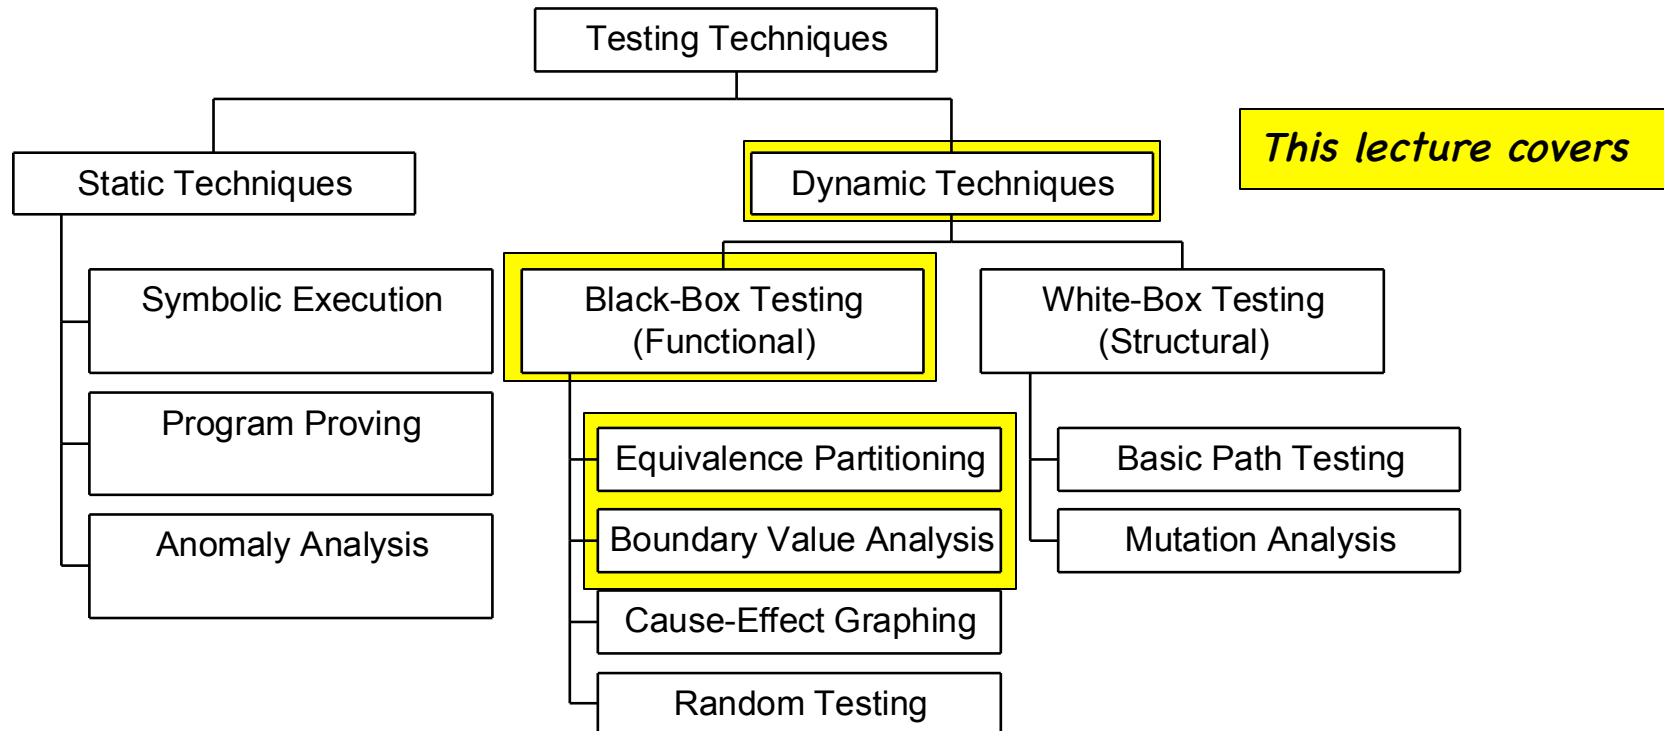 Testing Techniques
This lecture covers
Static Techniques
Dynamic Techniques
Symbolic Execution
Program Proving
Anomaly Analysis
Black-Box Testing
(Functional)
Equivalence Partitioning
Boundary Value Analysis
Cause-Effect Graphing
Random Testing
White-Box Testing
(Structural)
Basic Path Testing
Mutation Analysis